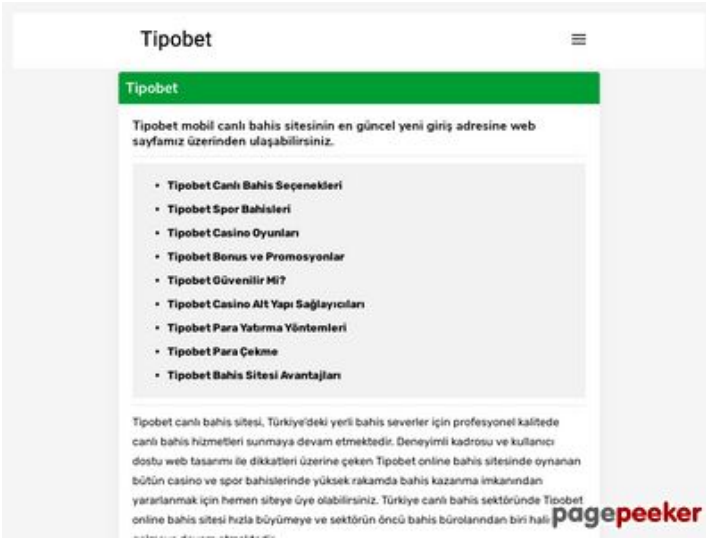 Tipobet
Tipobet
Tipobet mobil canlı bahis sitesinin en güncel yeni giriş adresine web
sayfamız üzerinden ulaşabilirsiniz.
• Tipobet Canlı Bahis Seçenekleri
• Tipobet Spor Bahisleri
• Tipobet Casino Oyunları
• Tipobet Bonus ve Promosyonlar
• Tipobet Güvenilir Mi?
• Tipobet Casino Alt Yapı Sağlayıcıları
• Tipobet Para Yatırma Yöntemleri
• Tipobet Para Çekme
• Tipobet Bahis Sitesi Avantajları
Tipobet canlı bahis sitesi, Türkiye'deki yerli bahis severler için profesyonel kalitede
canlı bahis hizmetleri sunmaya devam etmektedir. Deneyimli kadrosu ve kullanıcı
dostu web tasarımı ile dikkatleri üzerine çeken Tipobet online bahis sitesinde oynanan
bütün casino ve spor bahislerinde yüksek rakamda bahis kazanma imkanından
yararlanmak için hemen siteye üye olabilirsiniz. Türkiye canlı bahis sektöründe Tipobet
online bahis sitesi hızla büyümeye ve sektörün öncü bahis bürolarından biri hali
pagepeeker